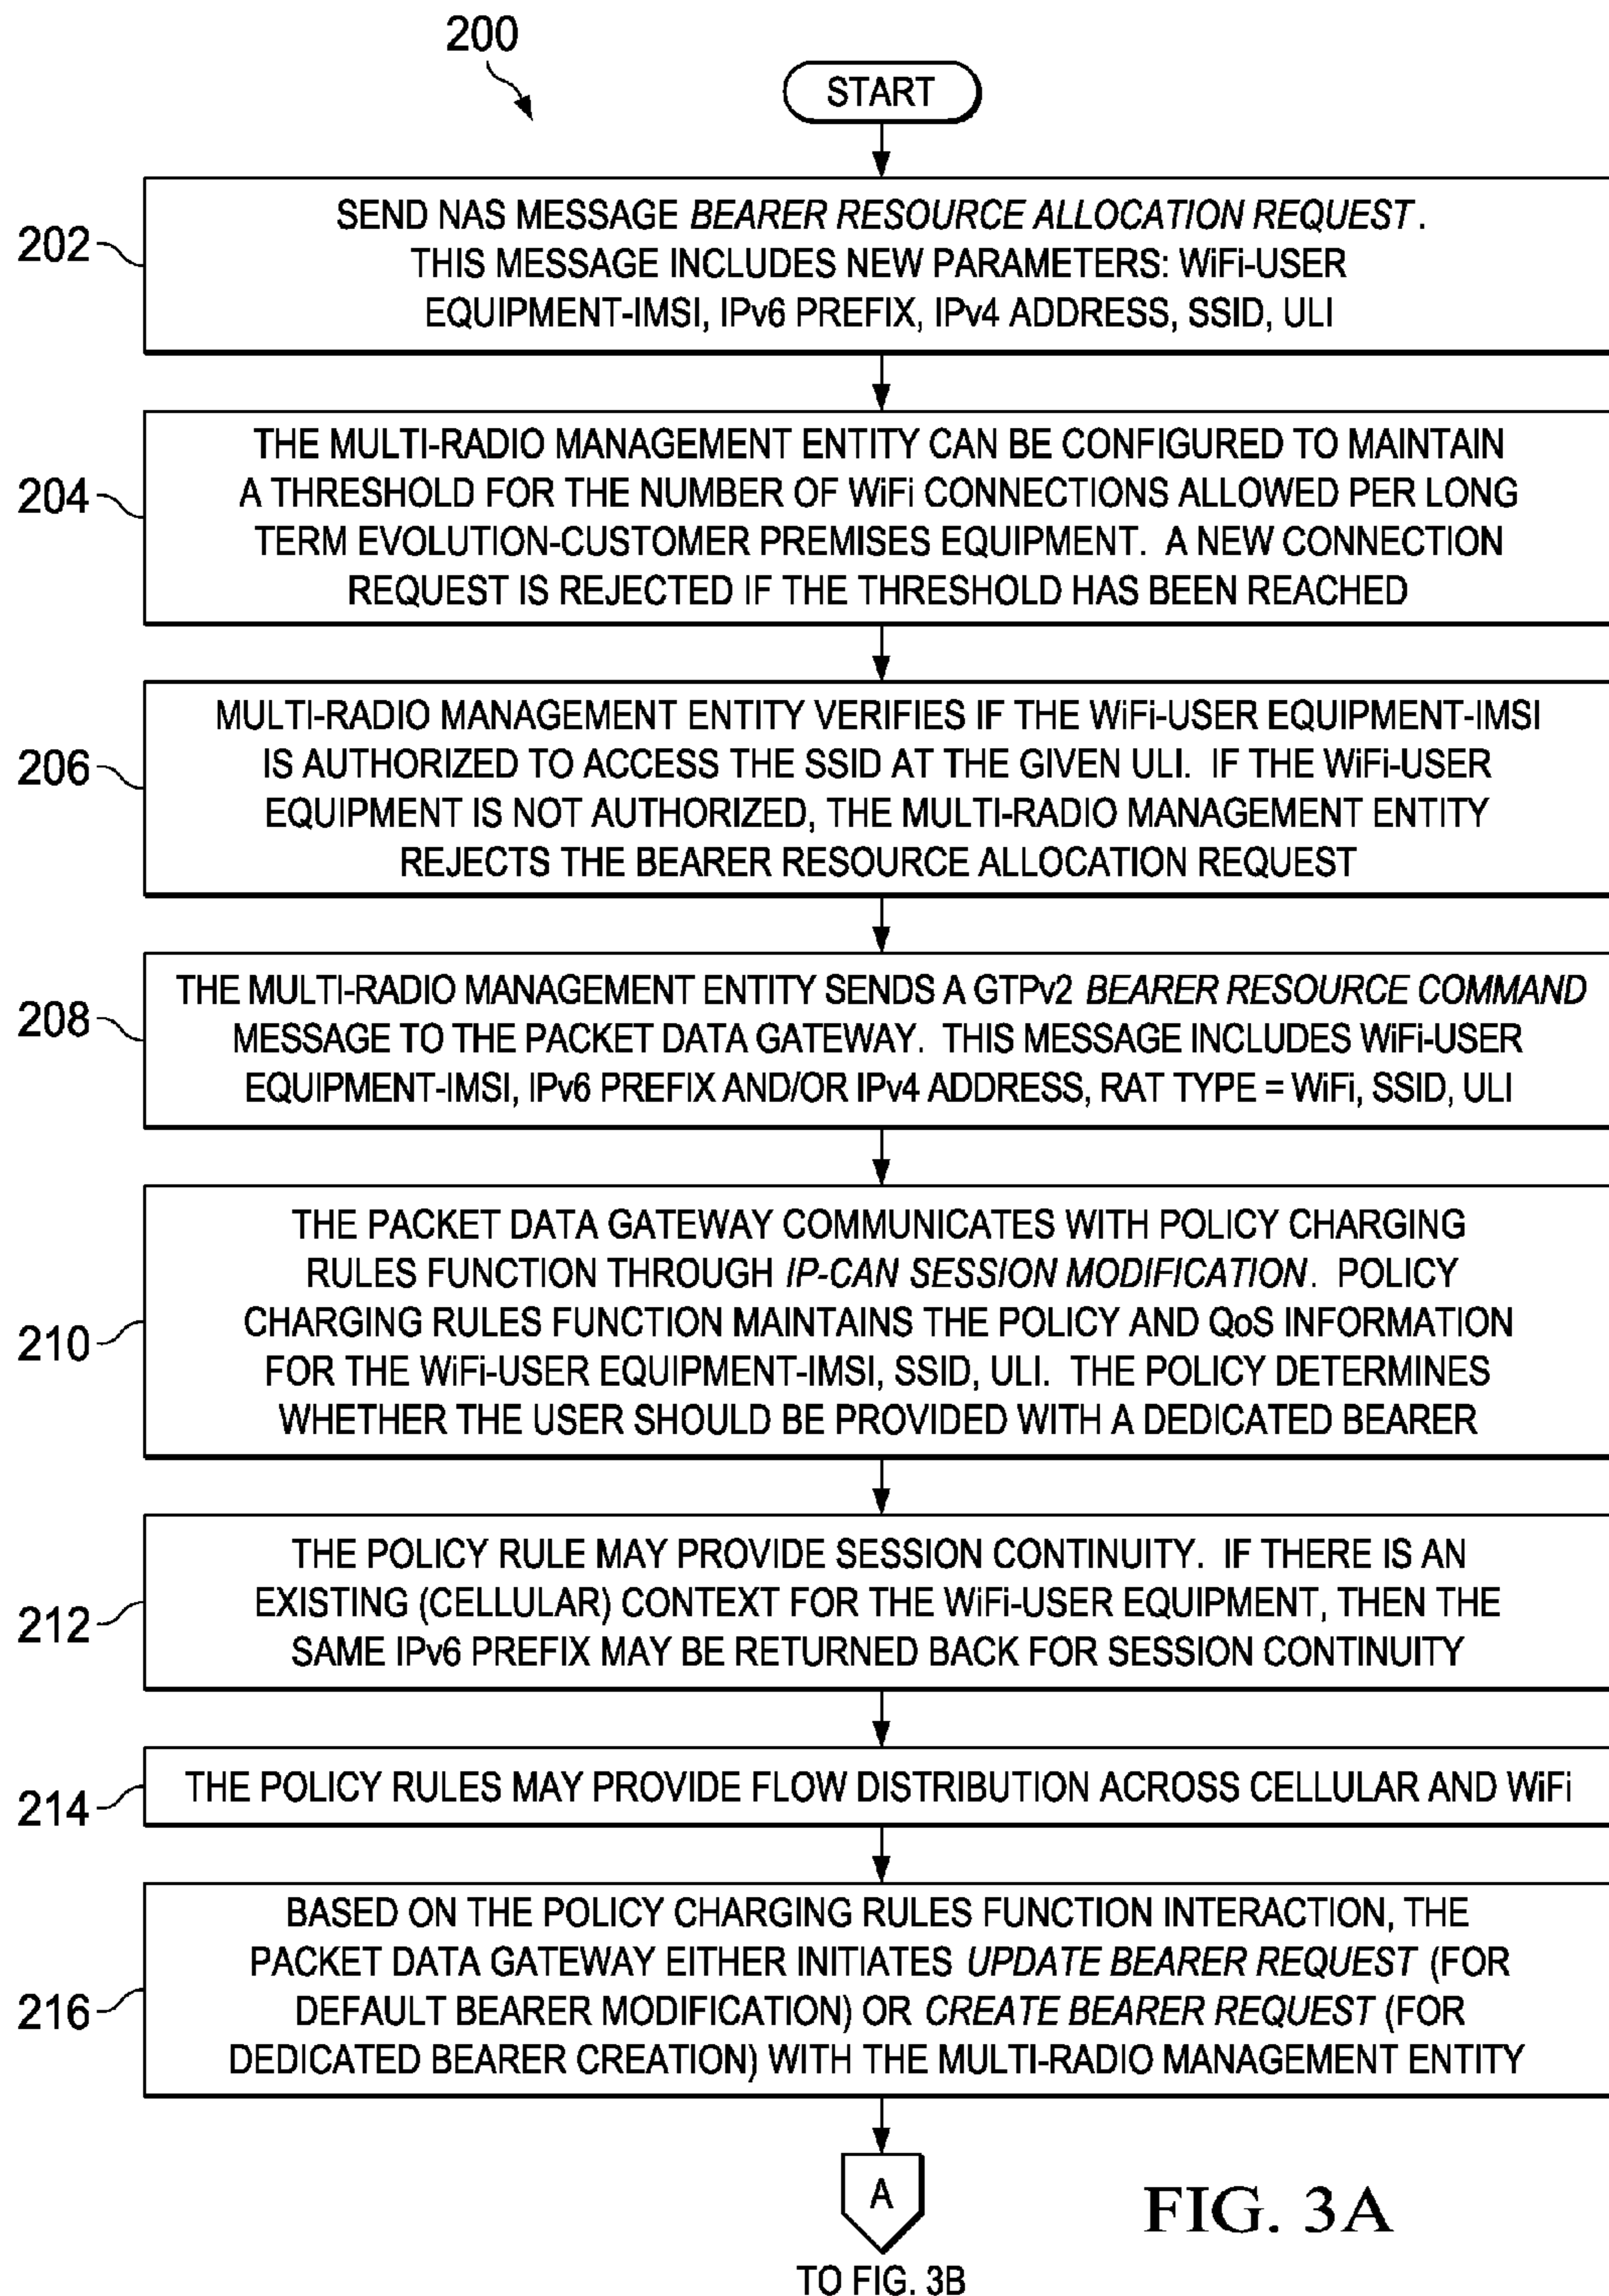 200
START
202
SEND NAS MESSAGE BEARER RESOURCE ALLOCATION REQUEST.
THIS MESSAGE INCLUDES NEW PARAMETERS: WiFi-USER
EQUIPMENT-IMSI, IPv6 PREFIX, IPv4 ADDRESS, SSID, ULI
204
THE MULTI-RADIO MANAGEMENT ENTITY CAN BE CONFIGURED TO MAINTAIN
A THRESHOLD FOR THE NUMBER OF WiFi CONNECTIONS ALLOWED PER LONG
TERM EVOLUTION-CUSTOMER PREMISES EQUIPMENT. A NEW CONNECTION
REQUEST IS REJECTED IF THE THRESHOLD HAS BEEN REACHED
206
MULTI-RADIO MANAGEMENT ENTITY VERIFIES IF THE WiFi-USER EQUIPMENT-IMSI
IS AUTHORIZED TO ACCESS THE SSID AT THE GIVEN ULI. IF THE WiFi-USER
EQUIPMENT IS NOT AUTHORIZED, THE MULTI-RADIO MANAGEMENT ENTITY
REJECTS THE BEARER RESOURCE ALLOCATION REQUEST
208
THE MULTI-RADIO MANAGEMENT ENTITY SENDS A GTPv2 BEARER RESOURCE COMMAND
MESSAGE TO THE PACKET DATA GATEWAY. THIS MESSAGE INCLUDES WiFi-USER
EQUIPMENT-IMSI, IPv6 PREFIX AND/OR IPv4 ADDRESS, RAT TYPE = WiFi, SSID, ULI
210
THE PACKET DATA GATEWAY COMMUNICATES WITH POLICY CHARGING
RULES FUNCTION THROUGH IP-CAN SESSION MODIFICATION. POLICY
CHARGING RULES FUNCTION MAINTAINS THE POLICY AND QoS INFORMATION
FOR THE WiFi-USER EQUIPMENT-IMSI, SSID, ULI. THE POLICY DETERMINES
WHETHER THE USER SHOULD BE PROVIDED WITH A DEDICATED BEARER
212
THE POLICY RULE MAY PROVIDE SESSION CONTINUITY. IF THERE IS AN
EXISTING (CELLULAR) CONTEXT FOR THE WiFi-USER EQUIPMENT, THEN THE
SAME IPv6 PREFIX MAY BE RETURNED BACK FOR SESSION CONTINUITY
214
THE POLICY RULES MAY PROVIDE FLOW DISTRIBUTION ACROSS CELLULAR AND WiFi
216
BASED ON THE POLICY CHARGING RULES FUNCTION INTERACTION, THE
PACKET DATA GATEWAY EITHER INITIATES UPDATE BEARER REQUEST (FOR
DEFAULT BEARER MODIFICATION) OR CREATE BEARER REQUEST (FOR
DEDICATED BEARER CREATION) WITH THE MULTI-RADIO MANAGEMENT ENTITY
A
TO FIG. 3B
FIG. 3A